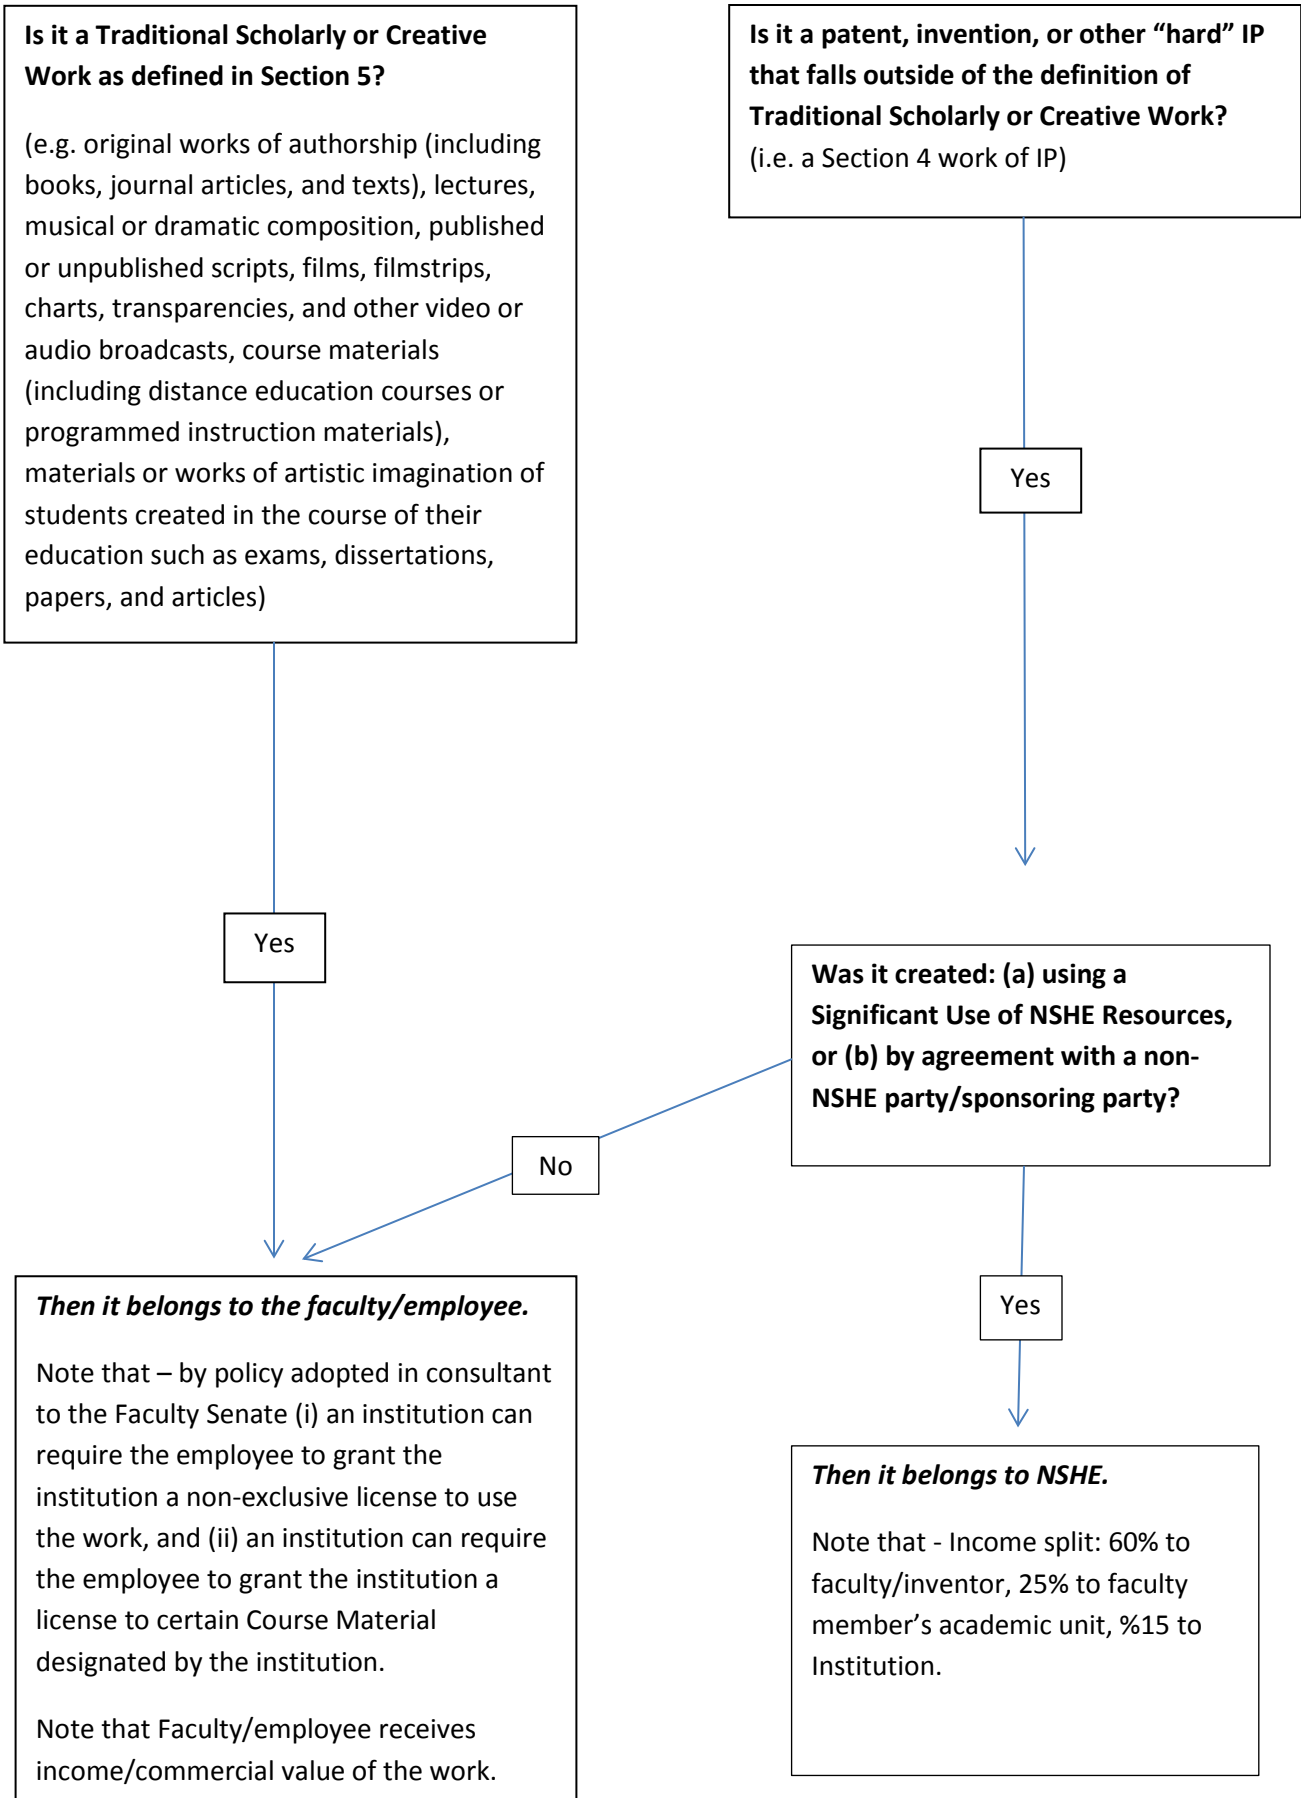 Is it a Traditional Scholarly or Creative
Work as defined in Section 5?
(e.g. original works of authorship (including
books, journal articles, and texts), lectures,
musical or dramatic composition, published
or unpublished scripts, films, filmstrips,
charts, transparencies, and other video or
audio broadcasts, course materials
(including distance education courses or
programmed instruction materials),
materials or works of artistic imagination of
students created in the course of their
education such as exams, dissertations,
papers, and articles)
Is it a patent, invention, or other “hard” IP
that falls outside of the definition of
Traditional Scholarly or Creative Work?
(i.e. a Section 4 work of IP)
Yes
Yes
Was it created: (a) using a
Significant Use of NSHE Resources,
or (b) by agreement with a non-
NSHE party/sponsoring party?
No
Yes
Then it belongs to the faculty/employee.
Note that – by policy adopted in consultant
to the Faculty Senate (i) an institution can
require the employee to grant the
institution a non-exclusive license to use
the work, and (ii) an institution can require
the employee to grant the institution a
license to certain Course Material
designated by the institution.
Note that Faculty/employee receives
income/commercial value of the work.
Then it belongs to NSHE.
Note that - Income split: 60% to
faculty/inventor, 25% to faculty
member’s academic unit, %15 to
Institution.